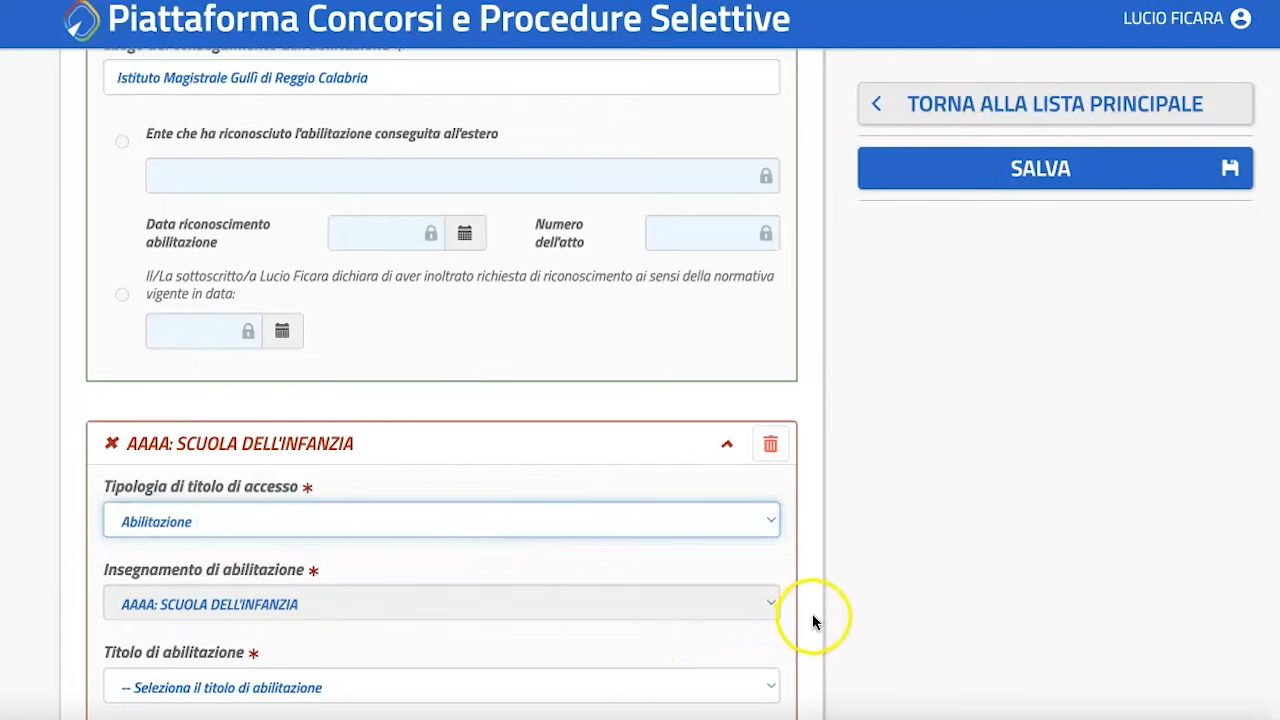 Piattaforma Concorsi e Procedure Selettive
LUCIO FICARA
Istituto Magistrale Gullì di Reggio Calabria
Ente che ha riconosciuto l'abilitazione conseguita all'estero
Data riconoscimento
abilitazione
Numero
dell'atto
Il/La sottoscritto/a Lucio Ficara dichiara di aver inoltrato richiesta di riconoscimento ai sensi della normativa
vigente in data:
AAAA: SCUOLA DELL'INFANZIA
Tipologia di titolo di accesso *
Abilitazione
Insegnamento di abilitazione *
AAAA: SCUOLA DELL'INFANZIA
Titolo di abilitazione *
-- Seleziona il titolo di abilitazione
TORNA ALLA LISTA PRINCIPALE
SALVA